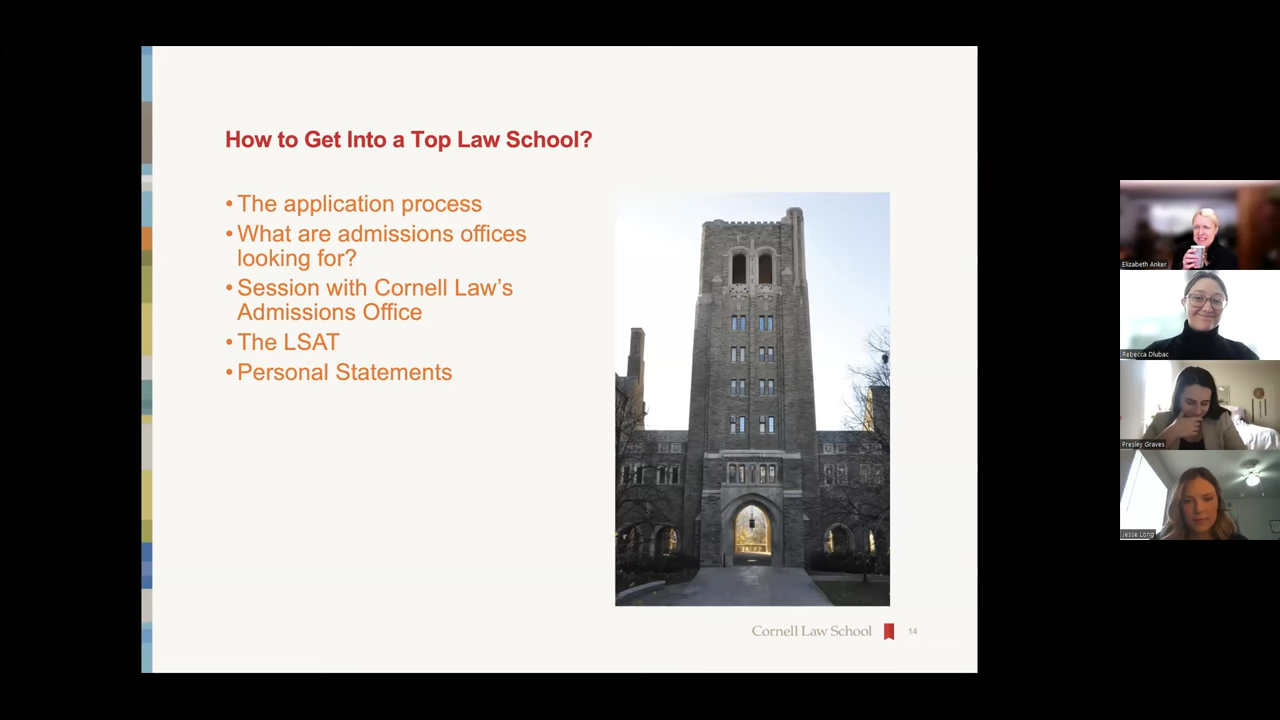 How to Get Into a Top Law School?
• The application process
• What are admissions offices
looking for?
• Session with Cornell Law’s
Admissions Office
• The LSAT
• Personal Statements
Cornell Law School
14
Elizabeth Anker
Rebecca Dlubac
Presley Graves
Jesse Long